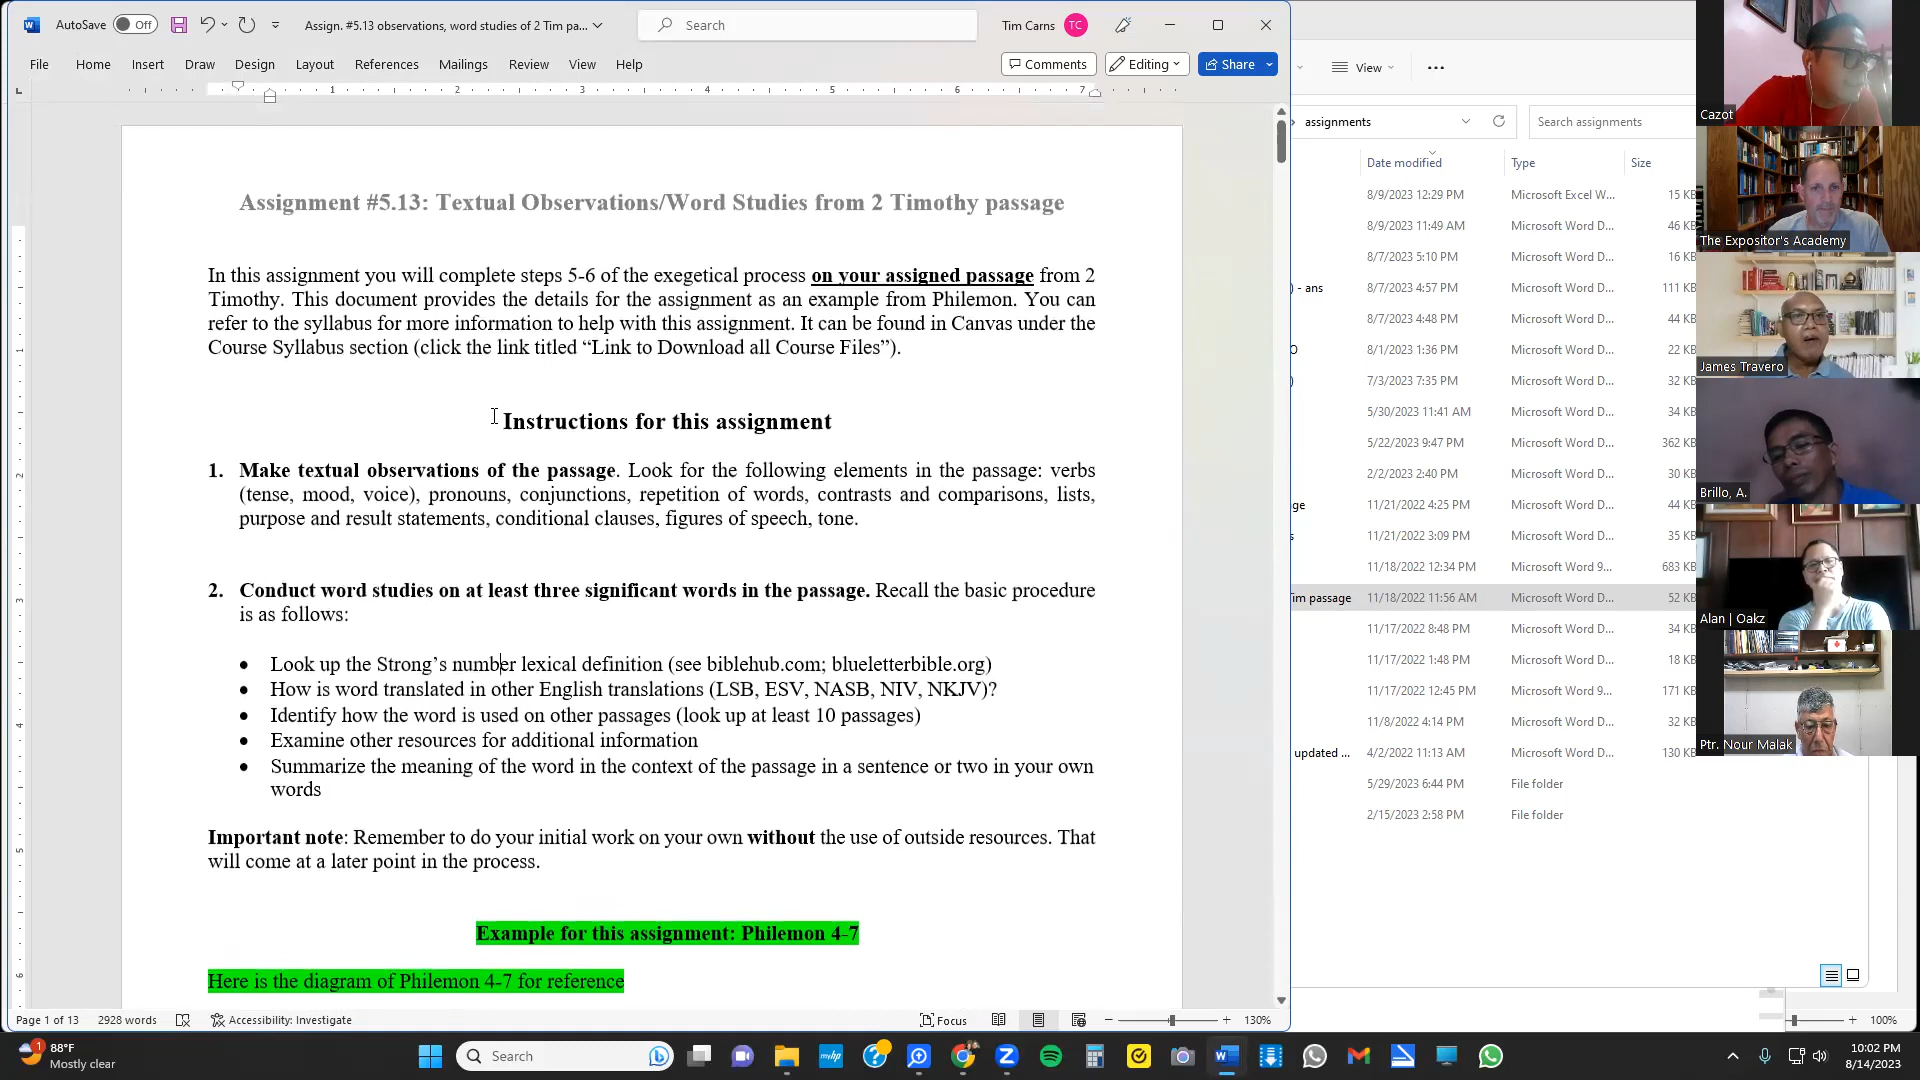 AutoSave Off
Assign. #5.13 observations, word studies of 2 Tim pa...
Search
Tim Carns TC
File Home Insert Draw Design Layout References Mailings Review View Help
Comments Editing Share
1 2 3 4 5 6 7
Assignment #5.13: Textual Observations/Word Studies from 2 Timothy passage
In this assignment you will complete steps 5-6 of the exegetical process on your assigned passage from 2
Timothy. This document provides the details for the assignment as an example from Philemon. You can
refer to the syllabus for more information to help with this assignment. It can be found in Canvas under the
Course Syllabus section (click the link titled “Link to Download all Course Files”).
Instructions for this assignment
1. Make textual observations of the passage. Look for the following elements in the passage: verbs
(tense, mood, voice), pronouns, conjunctions, repetition of words, contrasts and comparisons, lists,
purpose and result statements, conditional clauses, figures of speech, tone.
2. Conduct word studies on at least three significant words in the passage. Recall the basic procedure
is as follows:
• Look up the Strong’s number lexical definition (see biblehub.com; blueletterbible.org)
• How is word translated in other English translations (LSB, ESV, NASB, NIV, NKJV)?
• Identify how the word is used on other passages (look up at least 10 passages)
• Examine other resources for additional information
• Summarize the meaning of the word in the context of the passage in a sentence or two in your own
words
Important note: Remember to do your initial work on your own without the use of outside resources. That
will come at a later point in the process.
Example for this assignment: Philemon 4-7
Here is the diagram of Philemon 4-7 for reference
Page 1 of 13 2928 words Accessibility: Investigate Focus 130%
View
assignments
Search assignments
Date modified Type Size
8/9/2023 12:29 PM Microsoft Excel W... 15 KB
8/9/2023 11:49 AM Microsoft Word D... 46 KB
8/7/2023 5:10 PM Microsoft Word D... 16 KB
) - ans 8/7/2023 4:57 PM Microsoft Word D... 111 KB
8/7/2023 4:48 PM Microsoft Word D... 44 KB
O 8/1/2023 1:36 PM Microsoft Word D... 22 KB
) 7/3/2023 7:35 PM Microsoft Word D... 32 KB
5/30/2023 11:41 AM Microsoft Word D... 34 KB
5/22/2023 9:47 PM Microsoft Word D... 362 KB
2/2/2023 2:40 PM Microsoft Word D... 30 KB
ge 11/21/2022 4:25 PM Microsoft Word D... 44 KB
s 11/21/2022 3:09 PM Microsoft Word D... 35 KB
11/18/2022 12:34 PM Microsoft Word 9... 683 KB
im passage 11/18/2022 11:56 AM Microsoft Word D... 52 KB
11/17/2022 8:48 PM Microsoft Word D... 34 KB
11/17/2022 1:48 PM Microsoft Word D... 18 KB
11/17/2022 12:45 PM Microsoft Word 9... 171 KB
11/8/2022 4:14 PM Microsoft Word D... 32 KB
updated ... 4/2/2022 11:13 AM Microsoft Word D... 130 KB
5/29/2023 6:44 PM File folder
2/15/2023 2:58 PM File folder
100%
Cazot
The Expositor's Academy
James Travero
Brillo, A.
Alan | Oakz
Ptr. Nour Malak
1
88°F
Mostly clear
Search
myhp
10:02 PM
8/14/2023